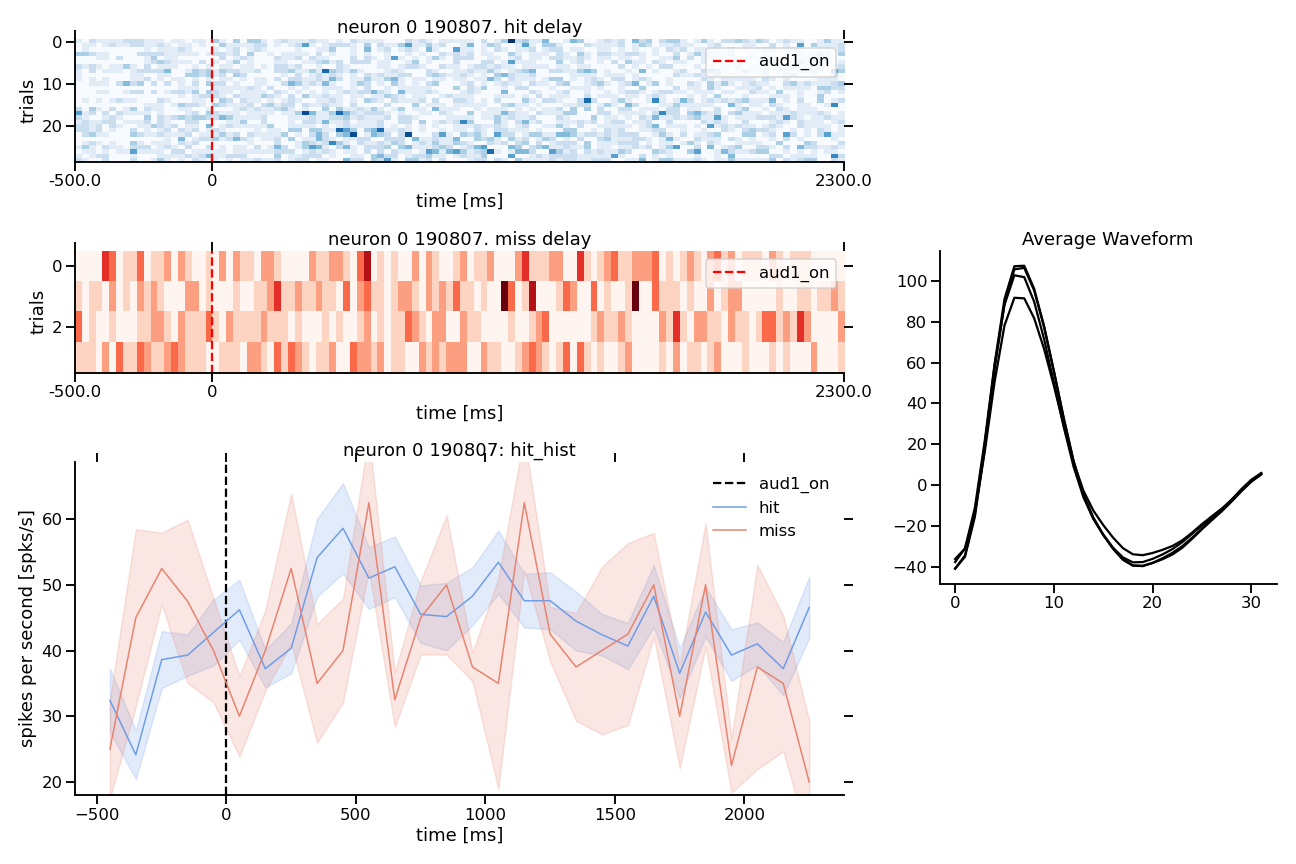 neuron 0 190807. hit delay
trials
0
10
20
aud1_on
-500.0
0
2300.0
time [ms]
neuron 0 190807. miss delay
trials
0
2
aud1_on
-500.0
0
2300.0
time [ms]
neuron 0 190807: hit_hist
spikes per second [spks/s]
60
50
40
30
20
aud1_on
hit
miss
−500
0
500
1000
1500
2000
time [ms]
Average Waveform
100
80
60
40
20
0
−20
−40
0
10
20
30